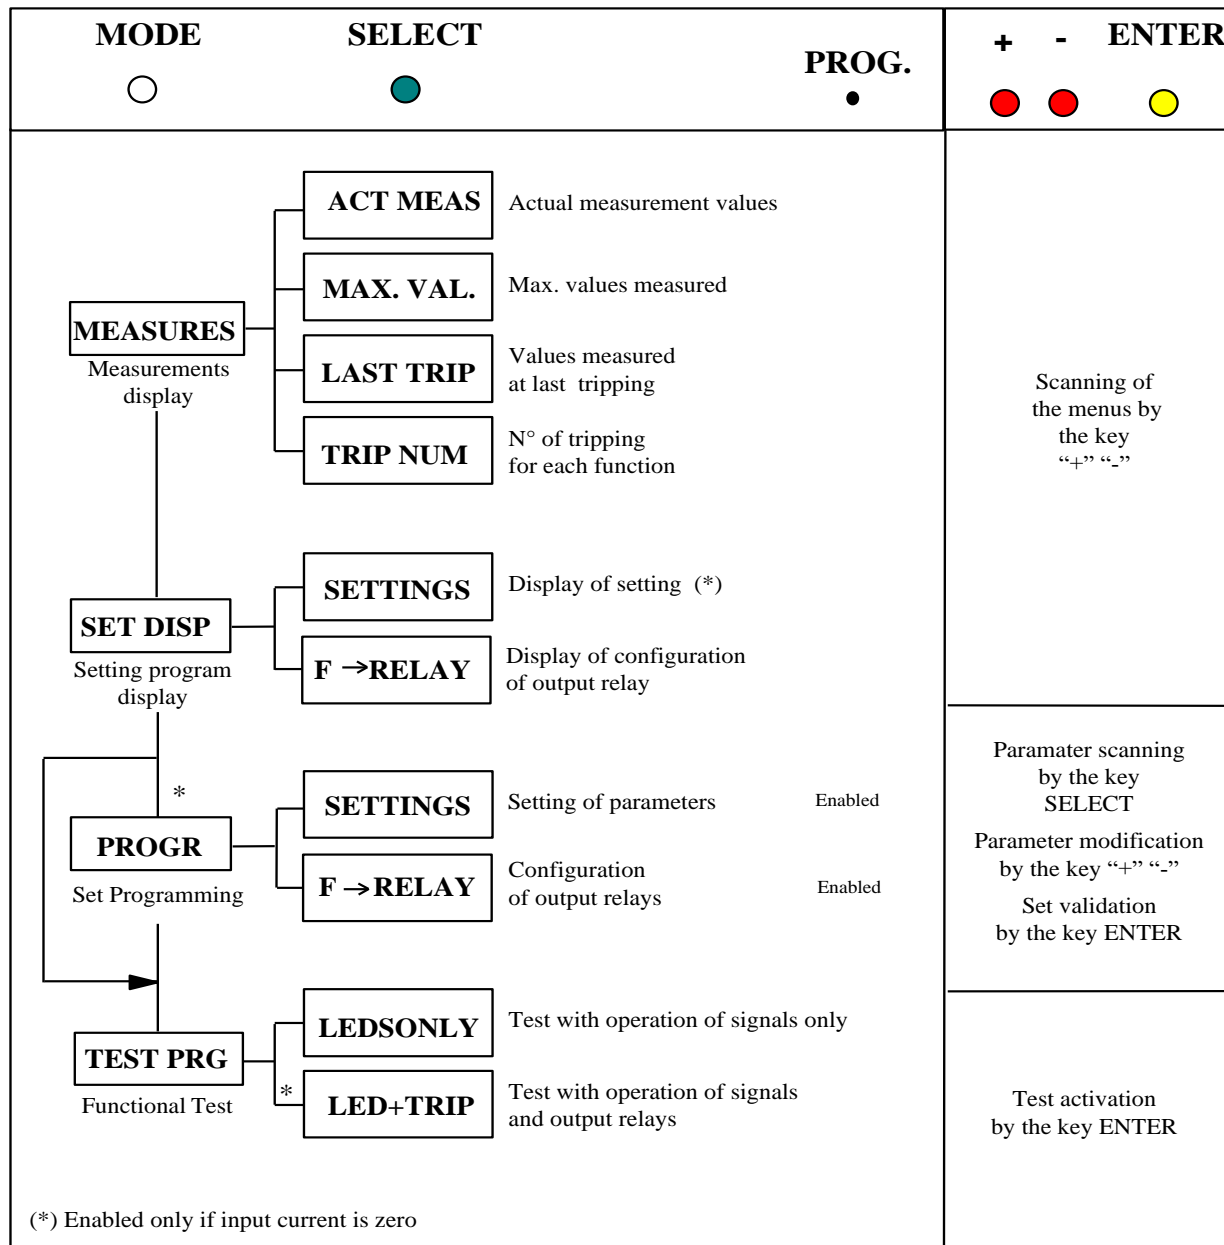 MODE
SELECT
PROG.
+ - ENTER
ACT MEAS
Actual measurement values
MAX. VAL.
Max. values measured
MEASURES
Measurements
display
LAST TRIP
Values measured
at last tripping
TRIP NUM
N° of tripping
for each function
Scanning of
the menus by
the key
“+” “-”
SET DISP
Setting program
display
SETTINGS
Display of setting (*)
F →RELAY
Display of configuration
of output relay
*
PROGR
Set Programming
SETTINGS
Setting of parameters
Enabled
F →RELAY
Configuration
of output relays
Enabled
Paramater scanning
by the key
SELECT
Parameter modification
by the key “+” “-”
Set validation
by the key ENTER
TEST PRG
Functional Test
LEDSONLY
Test with operation of signals only
*
LED+TRIP
Test with operation of signals
and output relays
Test activation
by the key ENTER
(*) Enabled only if input current is zero